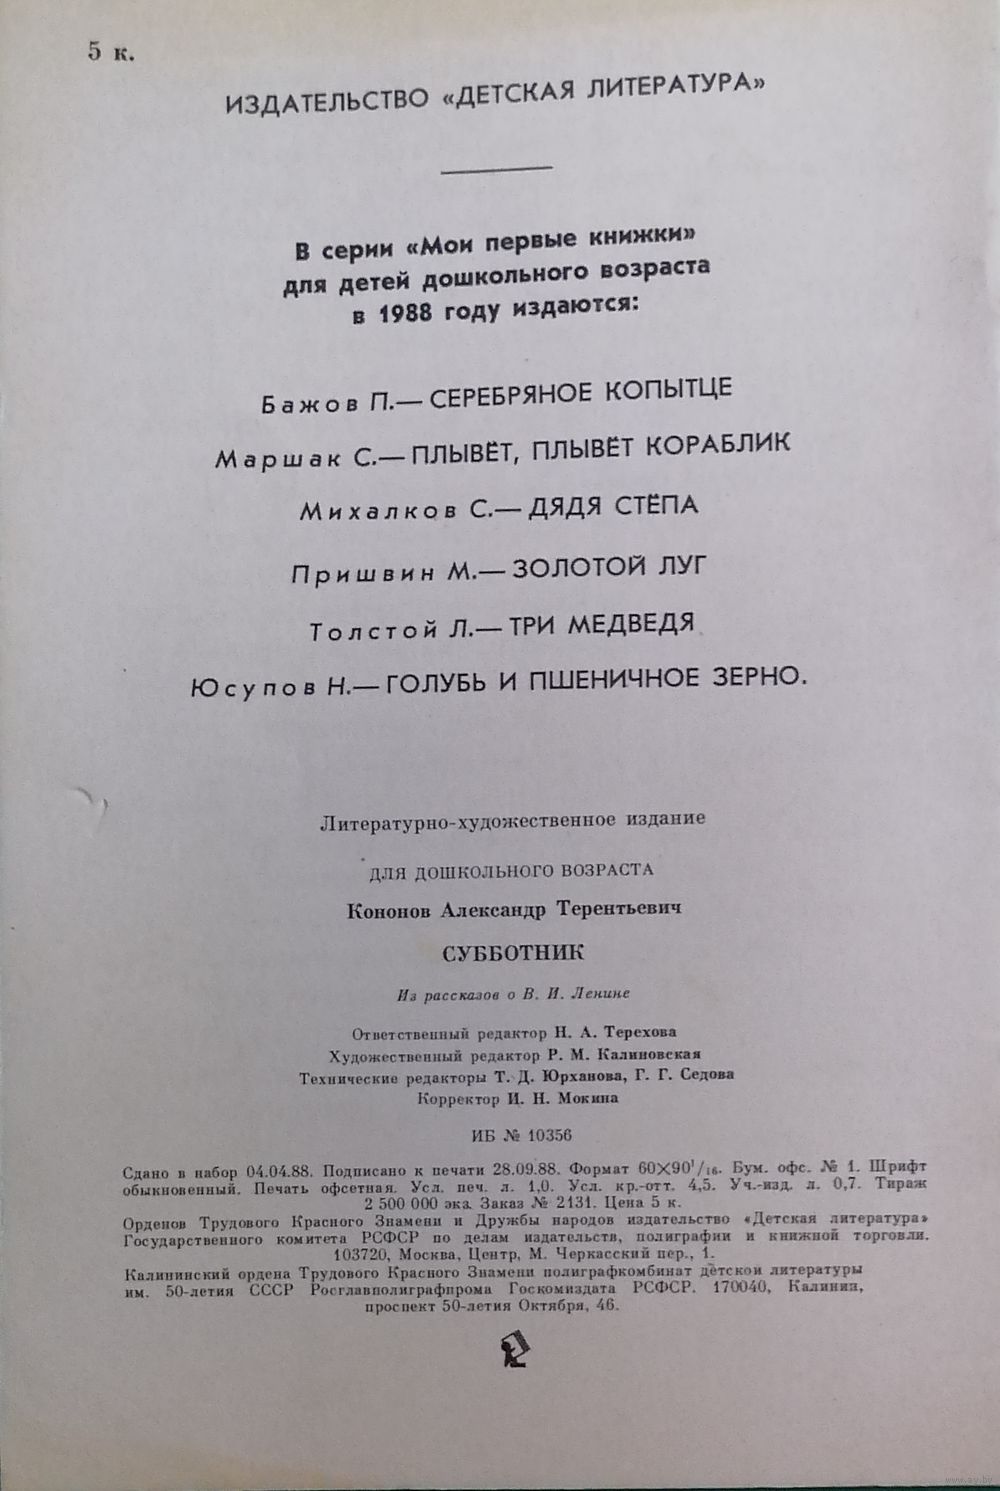 5 к.
ИЗДАТЕЛЬСТВО «ДЕТСКАЯ ЛИТЕРАТУРА»
В серии «Мои первые книжки»
для детей дошкольного возраста
в 1988 году издаются:
Бажов П.— СЕРЕБРЯНОЕ КОПЫТЦЕ
Маршак С.— ПЛЫВЁТ, ПЛЫВЁТ КОРАБЛИК
Михалков С.— ДЯДЯ СТЁПА
Пришвин М.— ЗОЛОТОЙ ЛУГ
Толстой Л.— ТРИ МЕДВЕДЯ
Юсупов Н.— ГОЛУБЬ И ПШЕНИЧНОЕ ЗЕРНО.
Литературно-художественное издание
ДЛЯ ДОШКОЛЬНОГО ВОЗРАСТА
Кононов Александр Терентьевич
СУББОТНИК
Из рассказов о В. И. Ленине
Ответственный редактор Н. А. Терехова
Художественный редактор Р. М. Калиновская
Технические редакторы Т. Д. Юрханова, Г. Г. Седова
Корректор И. Н. Мокина
ИБ № 10356
Сдано в набор 04.04.88. Подписано к печати 28.09.88. Формат 60×90¹/₁₆. Бум. офс. № 1. Шрифт
обыкновенный. Печать офсетная. Усл. печ. л. 1,0. Усл. кр.-отт. 4,5. Уч.-изд. л. 0,7. Тираж
2 500 000 экз. Заказ № 2131. Цена 5 к.
Орденов Трудового Красного Знамени и Дружбы народов издательство «Детская литература»
Государственного комитета РСФСР по делам издательств, полиграфии и книжной торговли.
103720, Москва, Центр, М. Черкасский пер., 1.
Калининский ордена Трудового Красного Знамени полиграфкомбинат детской литературы
им. 50-летия СССР Росглавполиграфпрома Госкомиздата РСФСР. 170040, Калинин,
проспект 50-летия Октября, 46.
www.ay.by